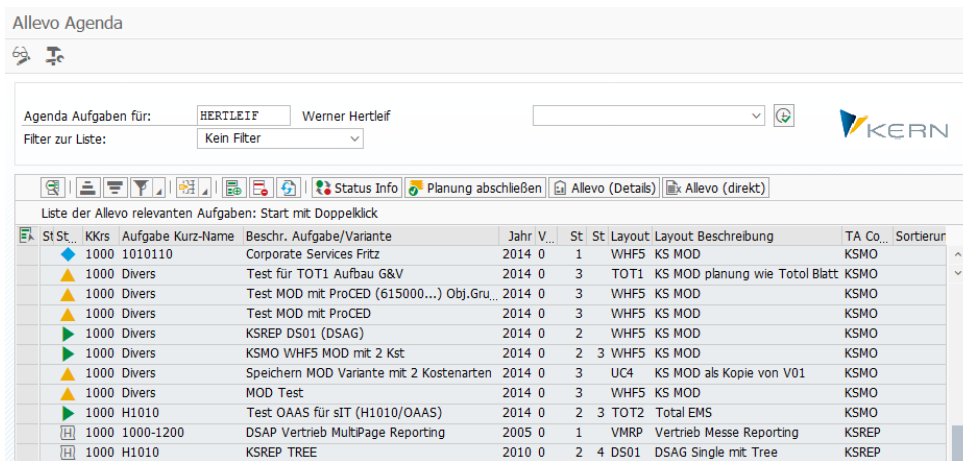 Allevo Agenda
Agenda Aufgaben für: HERTLEIF Werner Hertleif
Filter zur Liste: Kein Filter
KERN
Status Info Planung abschließen Allevo (Details) Allevo (direkt)
Liste der Allevo relevanten Aufgaben: Start mit Doppelklick
St St... KKrs Aufgabe Kurz-Name Beschr. Aufgabe/Variante Jahr V... St St Layout Layout Beschreibung TA Co... Sortierun
1000 1010110 Corporate Services Fritz 2014 0 1 WHF5 KS MOD KSMO
1000 Divers Test für TOT1 Aufbau G&V 2014 0 3 TOT1 KS MOD planung wie Totol Blatt KSMO
1000 Divers Test MOD mit ProCED (615000...) Obj.Gru... 2014 0 3 WHF5 KS MOD KSMO
1000 Divers Test MOD mit ProCED 2014 0 3 WHF5 KS MOD KSMO
1000 Divers KSREP DS01 (DSAG) 2014 0 2 WHF5 KS MOD KSMO
1000 Divers KSMO WHF5 MOD mit 2 Kst 2014 0 2 3 WHF5 KS MOD KSMO
1000 Divers Speichern MOD Variante mit 2 Kostenarten 2014 0 3 UC4 KS MOD als Kopie von V01 KSMO
1000 Divers MOD Test 2014 0 3 WHF5 KS MOD KSMO
1000 H1010 Test OAAS für sIT (H1010/OAAS) 2014 0 2 3 TOT2 Total EMS KSMO
H 1000 1000-1200 DSAP Vertrieb MultiPage Reporting 2005 0 1 VMRP Vertrieb Messe Reporting KSREP
H 1000 H1010 KSREP TREE 2010 0 2 4 DS01 DSAG Single mit Tree KSREP